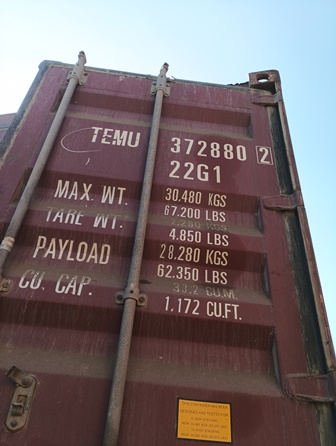 TEMU 372880 2
22G1
MAX. WT. 30.480 KGS
67.200 LBS
TARE WT. 2.200 KGS
4.850 LBS
PAYLOAD 28.280 KGS
62.350 LBS
CU. CAP. 33.2 CU.M.
1.172 CU.FT.